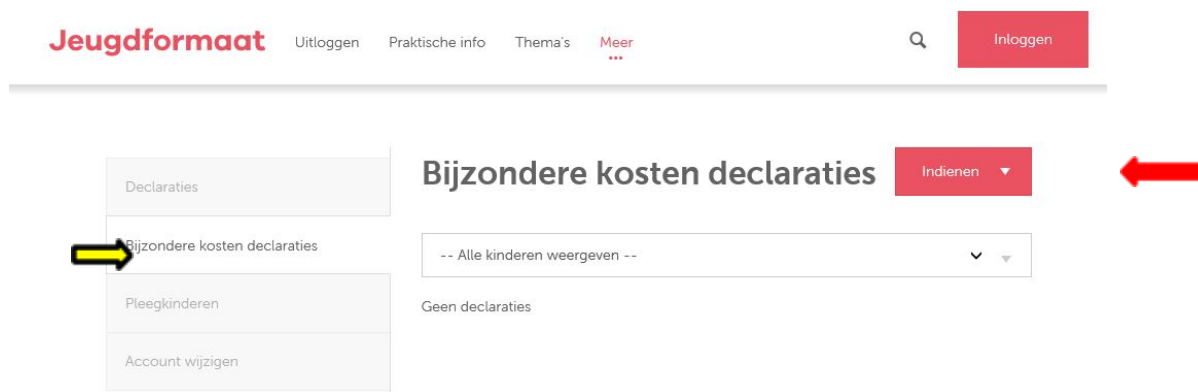 Jeugdformaat Uitloggen Praktische info Thema's Meer Inloggen
Declaraties
Bijzondere kosten declaraties
Pleegkinderen
Account wijzigen
Bijzondere kosten declaraties Indienen
-- Alle kinderen weergeven --
Geen declaraties